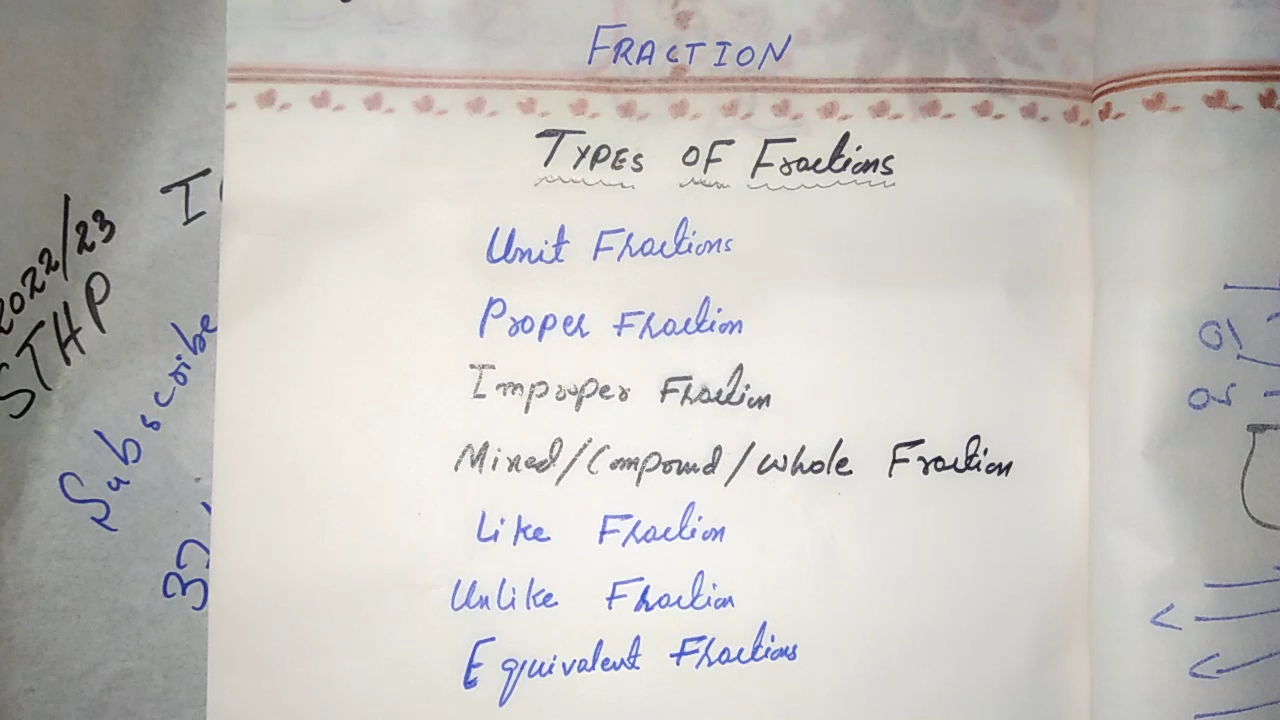 FRACTION
TYPES OF Fractions
Unit Fractions
Proper Fraction
Improper Fraction
Mixed/Compound/Whole Fraction
Like Fraction
Unlike Fraction
Equivalent Fractions
2022/23
STHP
Subscribe